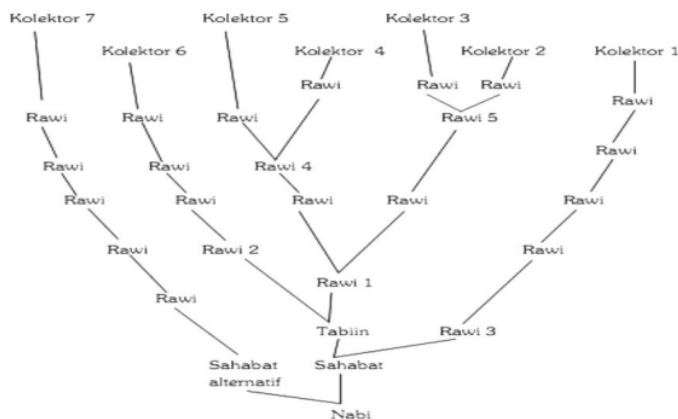 Kolektor 7
Kolektor 5
Kolektor 3
Kolektor 6
Kolektor 4
Kolektor 2
Kolektor 1
Rawi
Rawi
Rawi
Rawi
Rawi
Rawi
Rawi
Rawi 5
Rawi
Rawi
Rawi
Rawi 4
Rawi
Rawi
Rawi
Rawi
Rawi
Rawi
Rawi 2
Rawi
Rawi 1
Rawi
Tabiin
Rawi 3
Sahabat alternatif
Sahabat
Nabi